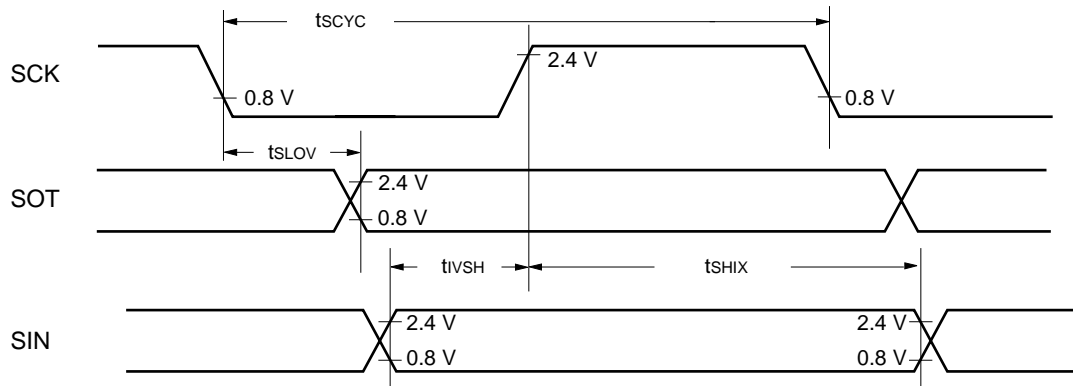 tSCYC
SCK
2.4 V
0.8 V
0.8 V
tSLOV
SOT
2.4 V
0.8 V
tIVSH
tSHIX
SIN
2.4 V
2.4 V
0.8 V
0.8 V